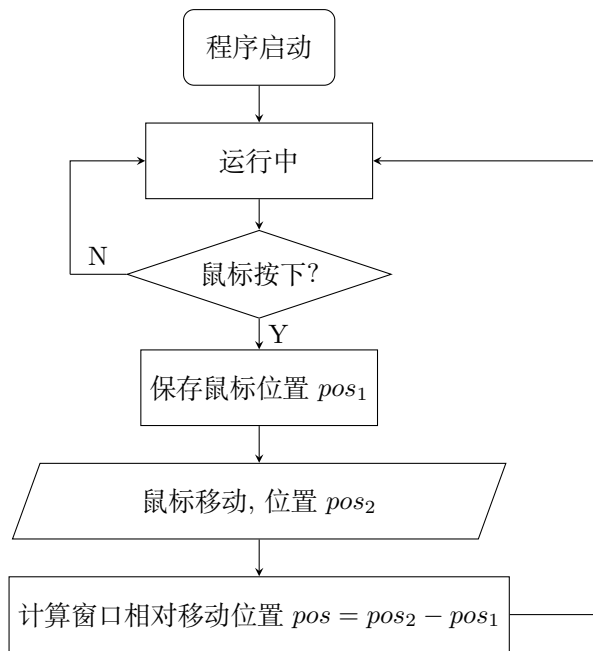 程序启动
运行中
N
鼠标按下?
Y
保存鼠标位置 pos₁
鼠标移动, 位置 pos₂
计算窗口相对移动位置 pos = pos₂ − pos₁